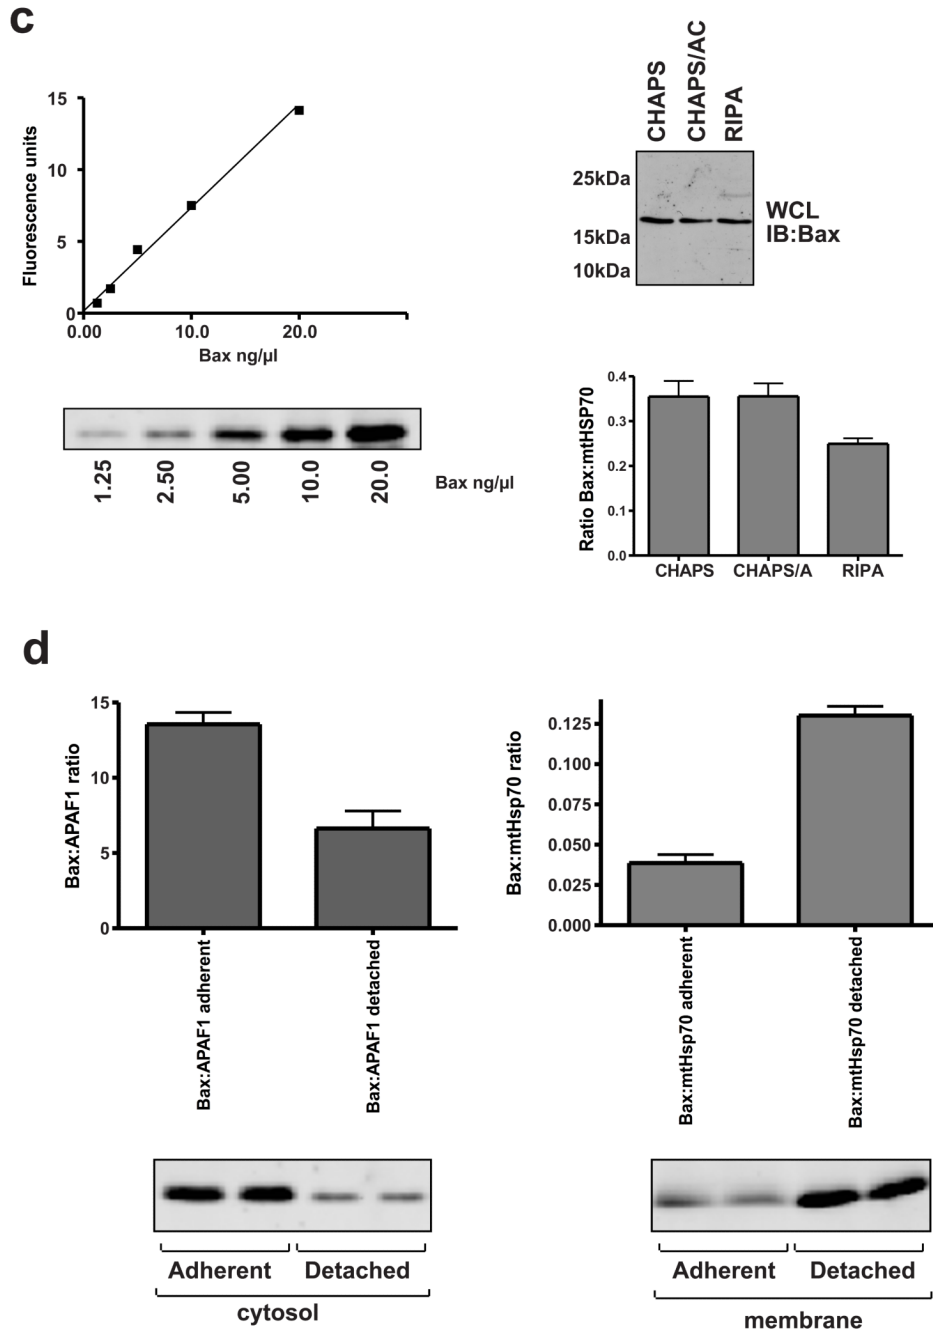 c
Fluorescence units
15
10
5
0
0.00
10.0
20.0
Bax ng/µl
1.25
2.50
5.00
10.0
20.0
Bax ng/µl
CHAPS
CHAPS/AC
RIPA
25kDa
15kDa
10kDa
WCL
IB:Bax
Ratio Bax:mtHSP70
0.4
0.3
0.2
0.1
0.0
CHAPS
CHAPS/A
RIPA
d
Bax:APAF1 ratio
15
10
5
0
Bax:APAF1 adherent
Bax:APAF1 detached
Adherent
Detached
cytosol
Bax:mtHsp70 ratio
0.125
0.100
0.075
0.050
0.025
0.000
Bax:mtHsp70 adherent
Bax:mtHsp70 detached
Adherent
Detached
membrane